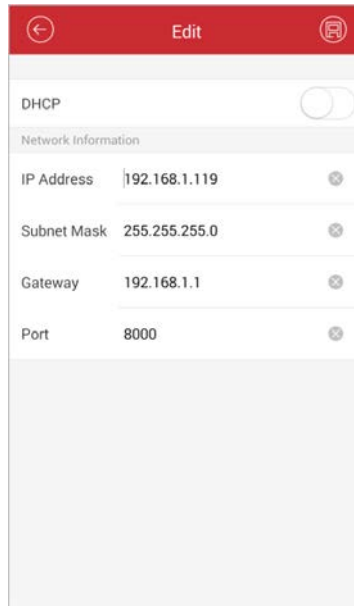 Edit
DHCP
Network Information
IP Address 192.168.1.119
Subnet Mask 255.255.255.0
Gateway 192.168.1.1
Port 8000